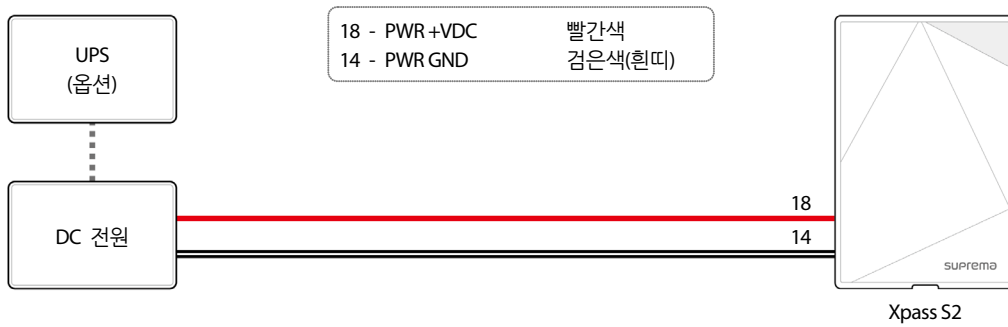 18 - PWR +VDC 빨간색
14 - PWR GND 검은색(흰띠)
UPS
(옵션)
DC 전원
18
14
suprema
Xpass S2